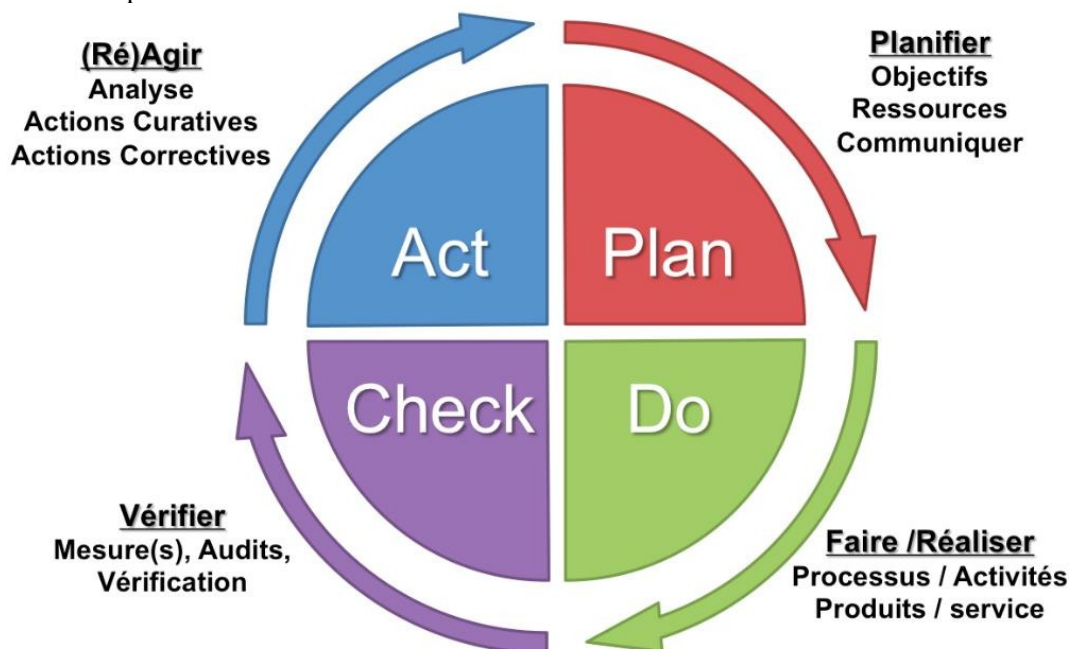 (Ré)Agir
Analyse
Actions Curatives
Actions Correctives
Planifier
Objectifs
Ressources
Communiquer
Act
Plan
Check
Do
Vérifier
Mesure(s), Audits,
Vérification
Faire /Réaliser
Processus / Activités
Produits / service